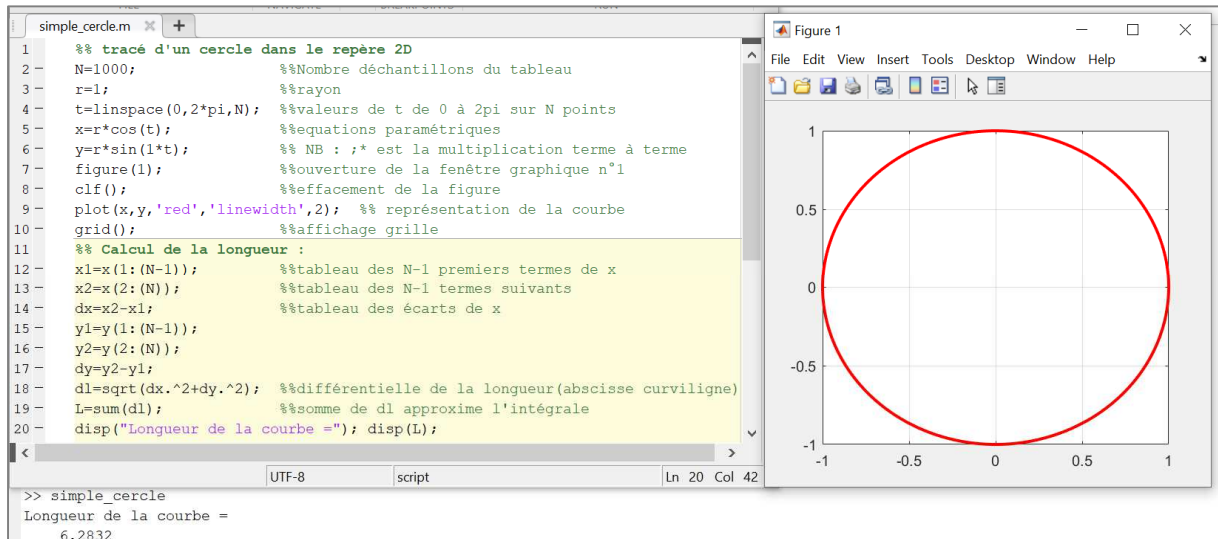 simple_cercle.m
1 %% tracé d'un cercle dans le repère 2D
2 - N=1000; %%Nombre déchantillons du tableau
3 - r=1; %%rayon
4 - t=linspace(0,2*pi,N); %%valeurs de t de 0 à 2pi sur N points
5 - x=r*cos(t); %%equations paramétriques
6 - y=r*sin(1*t); %% NB : ;* est la multiplication terme à terme
7 - figure(1); %%ouverture de la fenêtre graphique n°1
8 - clf(); %%effacement de la figure
9 - plot(x,y,'red','linewidth',2); %% représentation de la courbe
10 - grid(); %%affichage grille
11 %% Calcul de la longueur :
12 - x1=x(1:(N-1)); %%tableau des N-1 premiers termes de x
13 - x2=x(2:(N)); %%tableau des N-1 termes suivants
14 - dx=x2-x1; %%tableau des écarts de x
15 - y1=y(1:(N-1));
16 - y2=y(2:(N));
17 - dy=y2-y1;
18 - dl=sqrt(dx.^2+dy.^2); %%différentielle de la longueur(abscisse curviligne)
19 - L=sum(dl); %%somme de dl approxime l'intégrale
20 - disp("Longueur de la courbe ="); disp(L);
UTF-8 script Ln 20 Col 42
>> simple_cercle
Longueur de la courbe =
6.2832
Figure 1
File Edit View Insert Tools Desktop Window Help
1
0.5
0
-0.5
-1
-1 -0.5 0 0.5 1